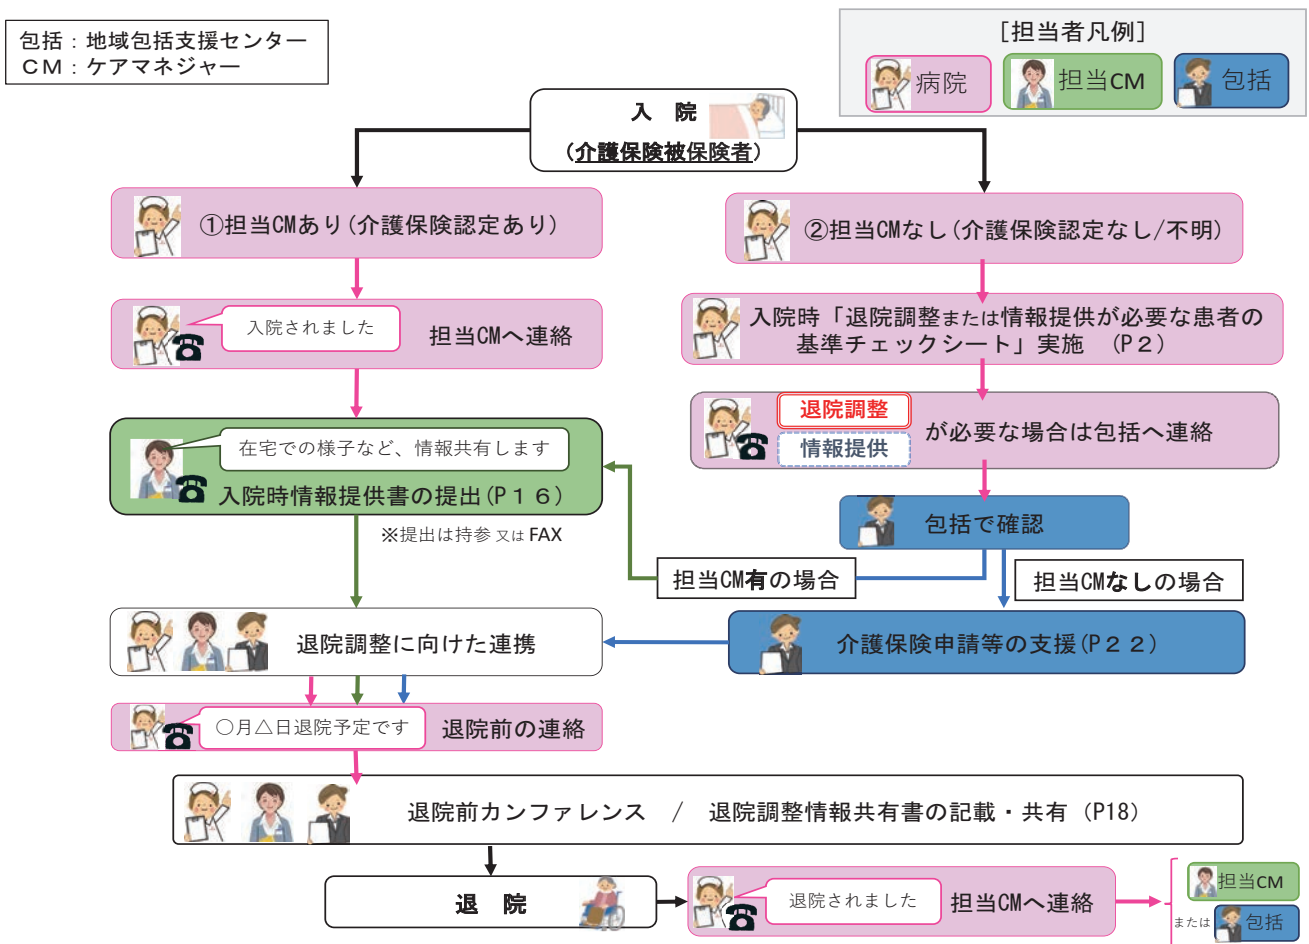 包括：地域包括支援センター
ＣＭ：ケアマネジャー
[担当者凡例]
病院
担当CM
包括
入　院
（介護保険被保険者）
①担当CMあり(介護保険認定あり)
②担当CMなし(介護保険認定なし/不明)
入院されました
担当CMへ連絡
入院時「退院調整または情報提供が必要な患者の
基準チェックシート」実施　(P２)
退院調整
情報提供
が必要な場合は包括へ連絡
在宅での様子など、情報共有します
入院時情報提供書の提出(P１６)
※提出は持参 又は FAX
包括で確認
担当CM有の場合
担当CMなしの場合
退院調整に向けた連携
介護保険申請等の支援(P２２)
○月△日退院予定です
退院前の連絡
退院前カンファレンス　/　退院調整情報共有書の記載・共有 (P18)
退　院
退院されました
担当CMへ連絡
担当CM
または
包括